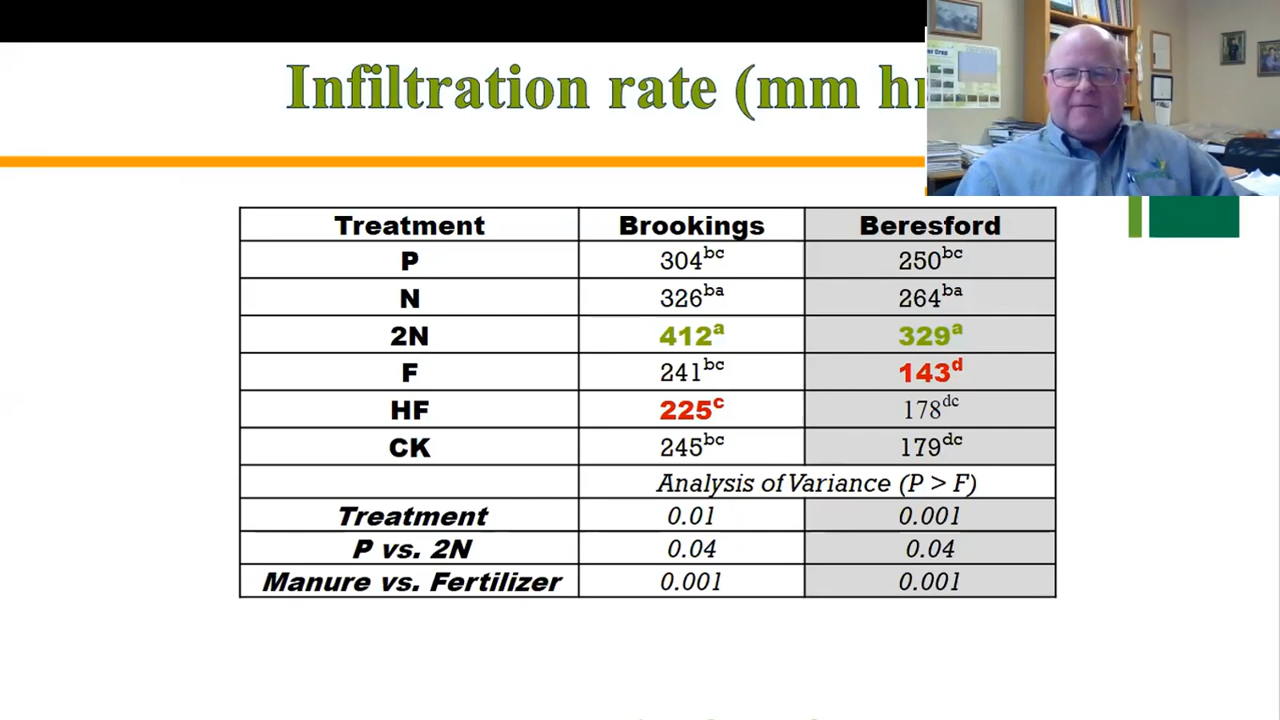 Infiltration rate (mm h
Treatment Brookings Beresford
P 304bc 250bc
N 326ba 264ba
2N 412a 329a
F 241bc 143d
HF 225c 178dc
CK 245bc 179dc
Analysis of Variance (P > F)
Treatment 0.01 0.001
P vs. 2N 0.04 0.04
Manure vs. Fertilizer 0.001 0.001